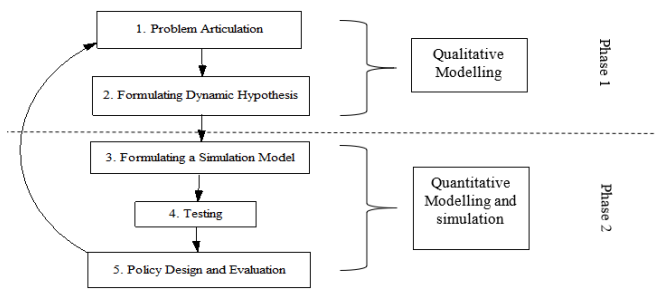 1. Problem Articulation
2. Formulating Dynamic Hypothesis
Qualitative
Modelling
Phase 1
3. Formulating a Simulation Model
4. Testing
5. Policy Design and Evaluation
Quantitative
Modelling and
simulation
Phase 2